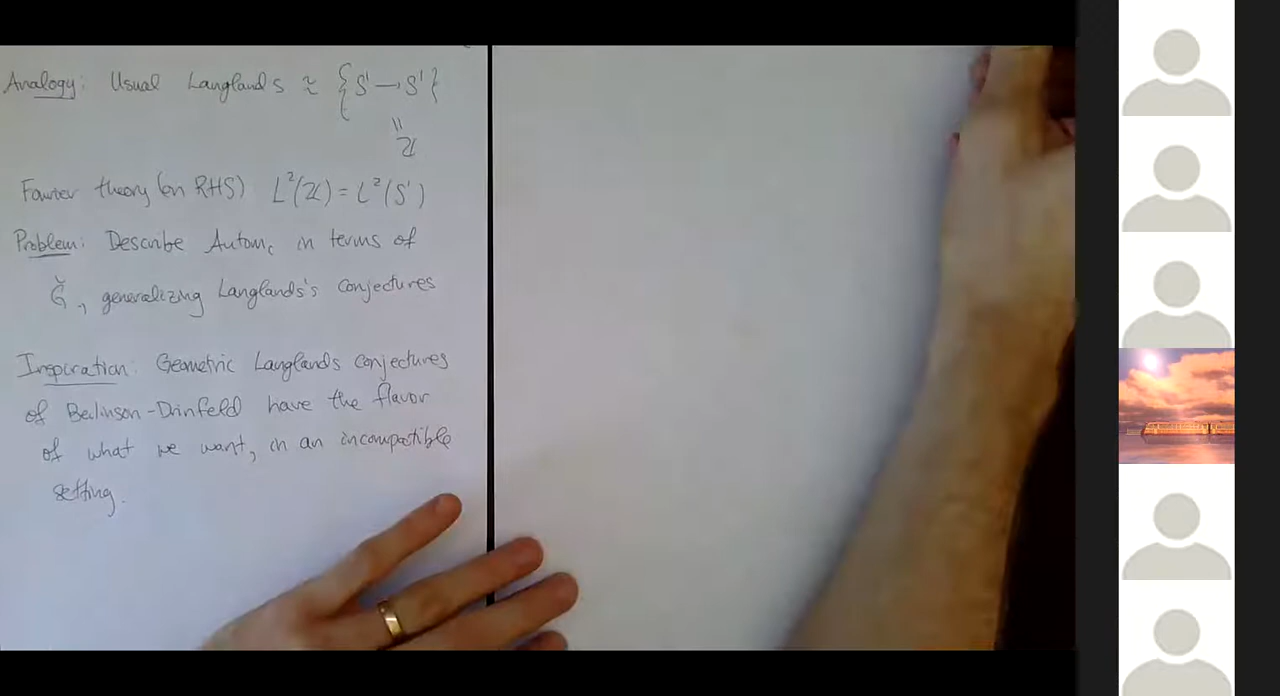 Analogy: Usual Langlands ≈ {S¹ → S¹}
=
ℤ
Fourier theory (on RHS) L²(ℤ) = L²(S¹)
Problem: Describe Autom_c in terms of
Ǧ, generalizing Langlands's conjectures
Inspiration: Geometric Langlands conjectures
of Beilinson-Drinfeld have the flavor
of what we want, in an incompatible
setting.